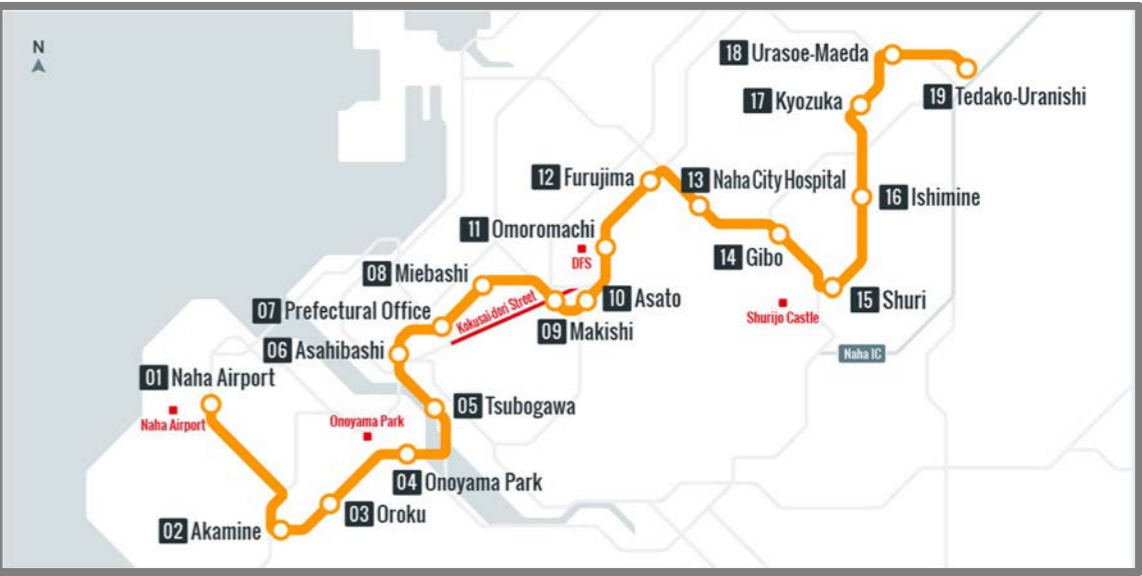 N
18 Urasoe-Maeda
17 Kyozuka
19 Tedako-Uranishi
12 Furujima
13 Naha City Hospital
16 Ishimine
11 Omoromachi
DFS
14 Gibo
08 Miebashi
07 Prefectural Office
Kokusai-dori Street
10 Asato
15 Shuri
Shurijo Castle
09 Makishi
06 Asahibashi
Naha IC
01 Naha Airport
Naha Airport
05 Tsubogawa
Onoyama Park
04 Onoyama Park
03 Oroku
02 Akamine